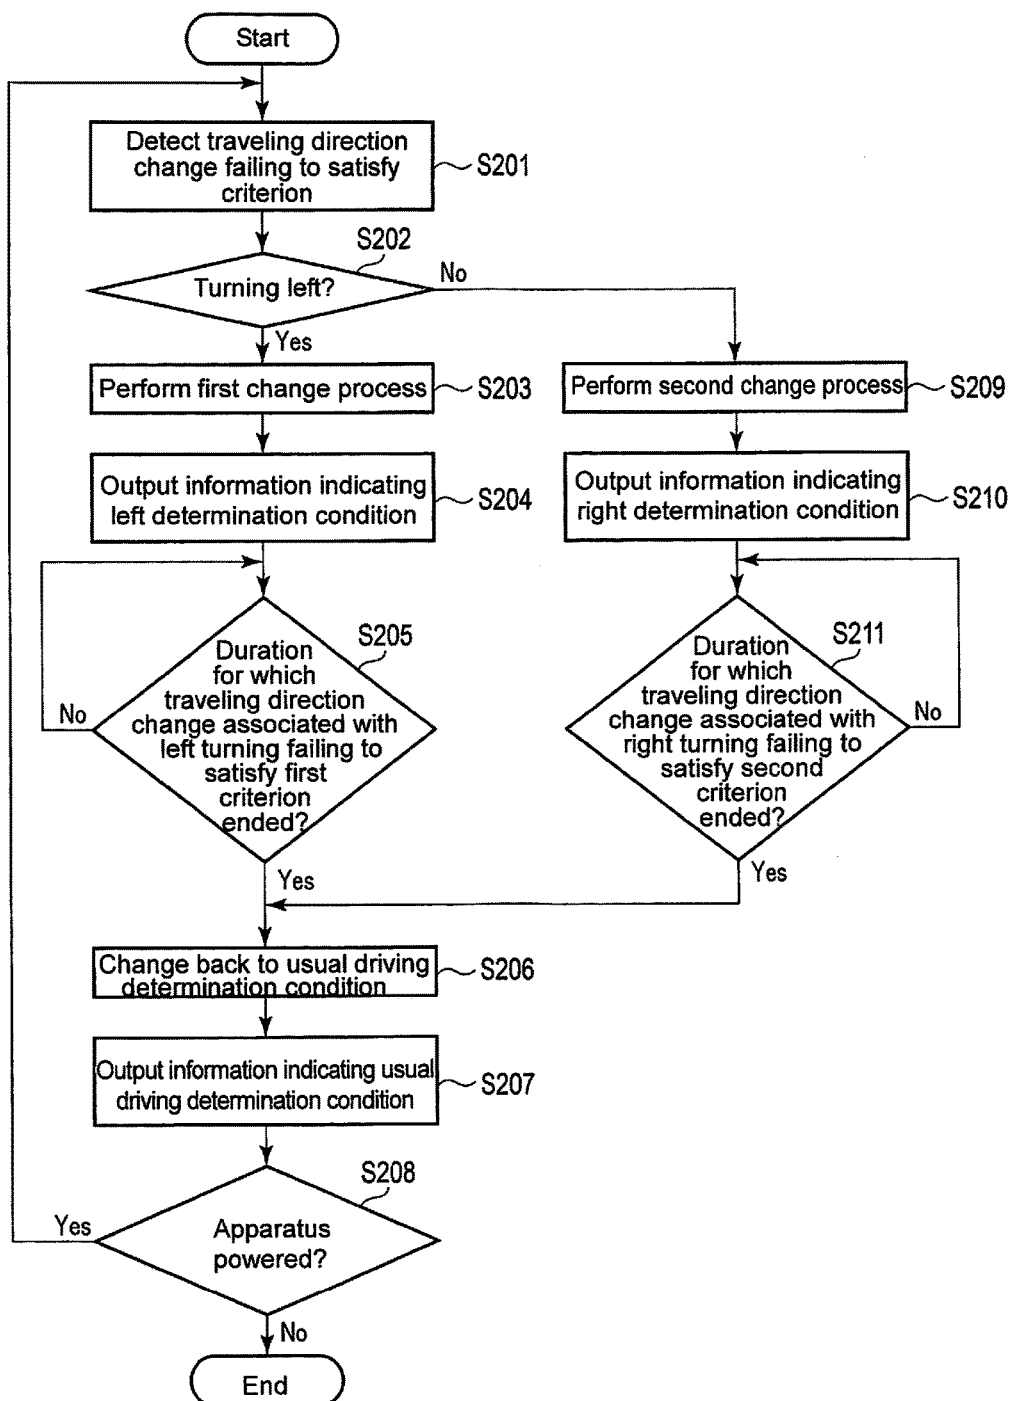 Start
Detect traveling direction
change failing to satisfy
criterion
S201
S202
Turning left?
No
Yes
Perform first change process
S203
Perform second change process
S209
Output information indicating
left determination condition
S204
Output information indicating
right determination condition
S210
S205
Duration
for which
traveling direction
change associated with
left turning failing to
satisfy first
criterion
ended?
No
Yes
S211
Duration
for which
traveling direction
change associated with
right turning failing to
satisfy second
criterion
ended?
No
Yes
Change back to usual driving
determination condition
S206
Output information indicating usual
driving determination condition
S207
S208
Apparatus
powered?
Yes
No
End